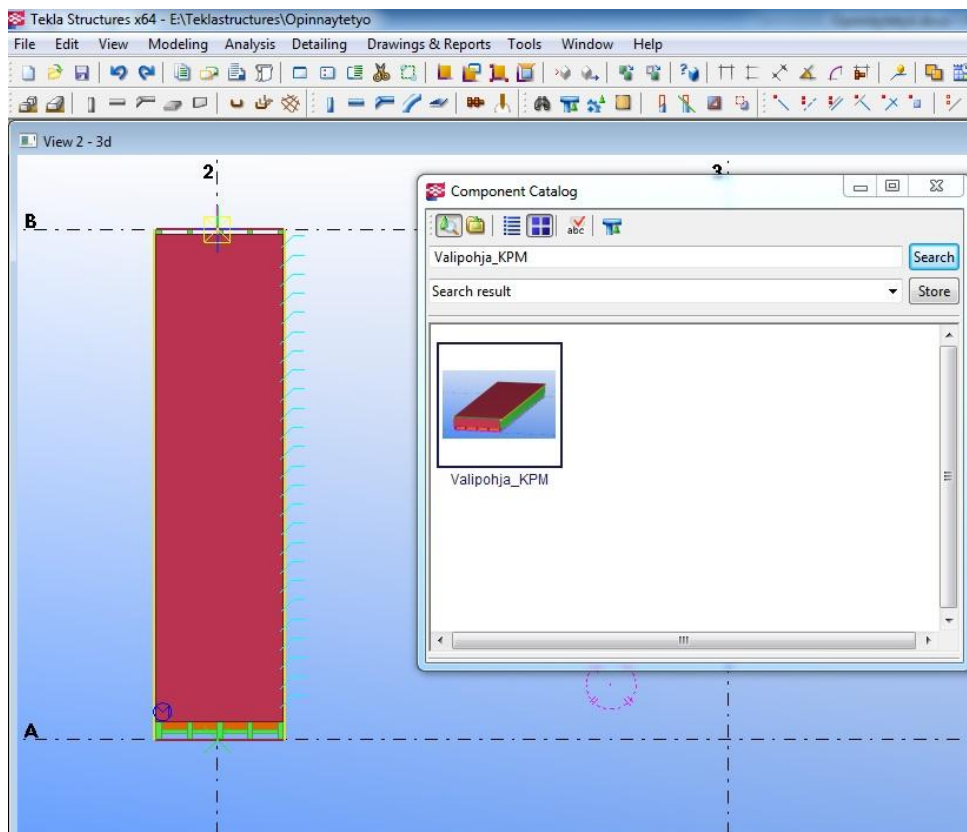 Tekla Structures x64 - E:\Teklastructures\Opinnaytetyo
File Edit View Modeling Analysis Detailing Drawings & Reports Tools Window Help
View 2 - 3d
2
3
B
Component Catalog
abc
Valipohja_KPM
Search
Search result
Store
Valipohja_KPM
A